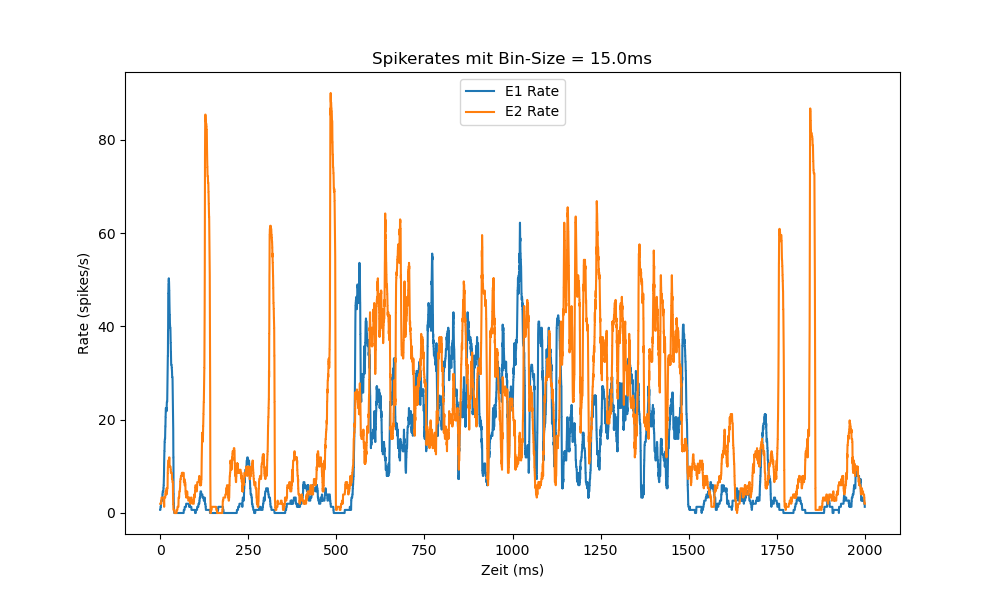 Spikerates mit Bin-Size = 15.0ms
E1 Rate
E2 Rate
Rate (spikes/s)
80
60
40
20
0
0 250 500 750 1000 1250 1500 1750 2000
Zeit (ms)